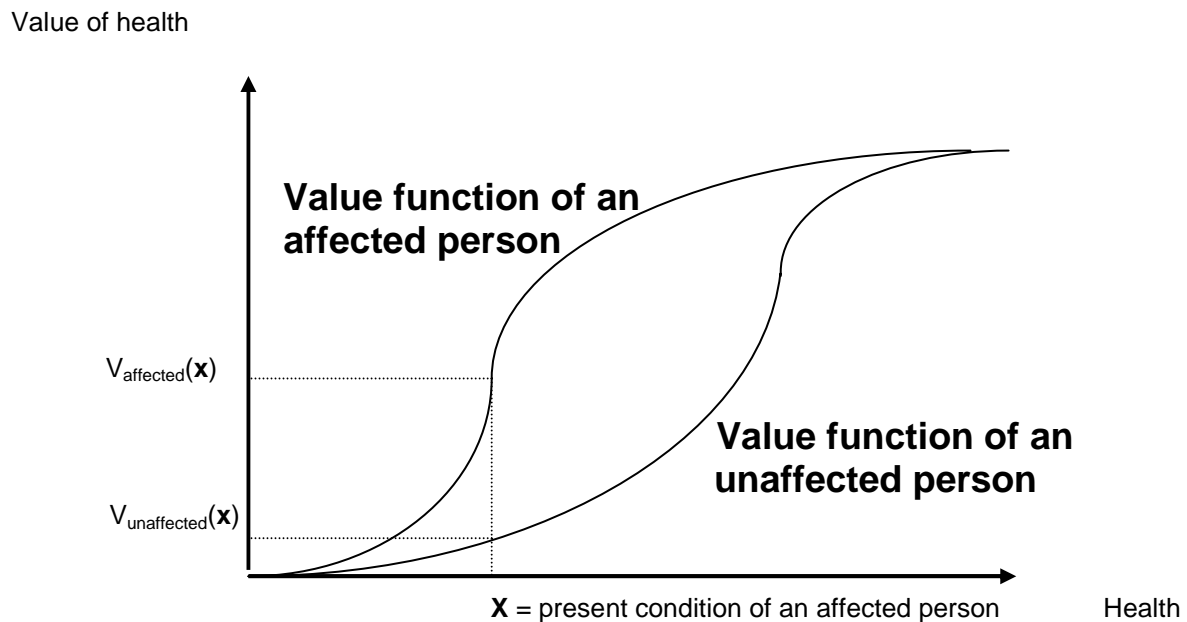 Value of health
Value function of an
affected person
Vaffected(x)
Value function of an
unaffected person
Vunaffected(x)
X = present condition of an affected person
Health